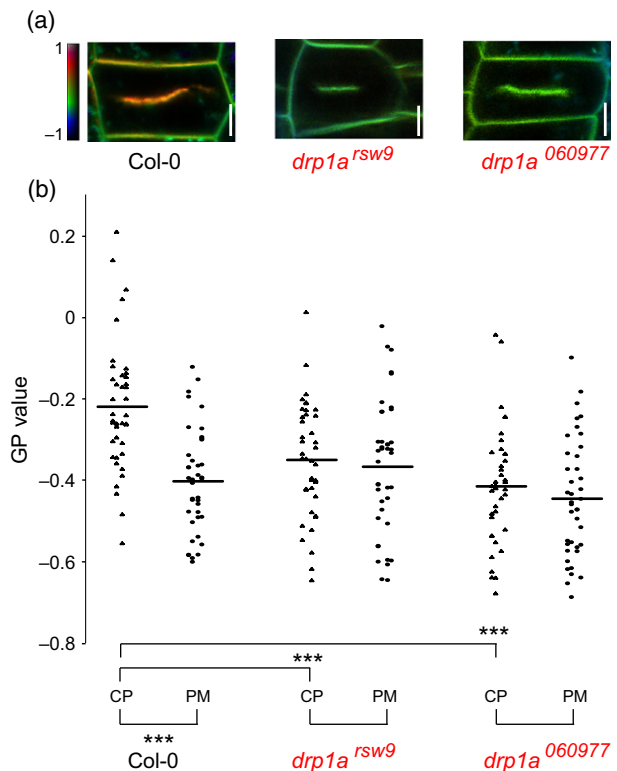 (a)
1
–1
Col-0 drp1a rsw9 drp1a 060977
(b)
0.2
0
–0.2
–0.4
–0.6
–0.8
GP value
***
***
CP PM CP PM CP PM
***
Col-0 drp1a rsw9 drp1a 060977